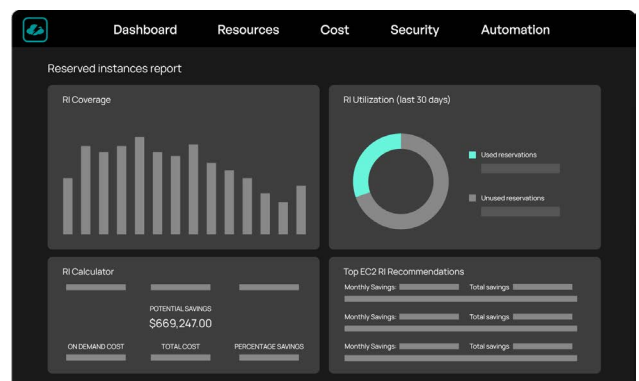 Dashboard Resources Cost Security Automation
Reserved instances report
RI Coverage
RI Utilization (last 30 days)
Used reservations
Unused reservations
RI Calculator
POTENTIAL SAVINGS
$669,247.00
ON DEMAND COST TOTAL COST PERCENTAGE SAVINGS
Top EC2 RI Recommendations
Monthly Savings: Total savings
Monthly Savings: Total savings
Monthly Savings: Total savings